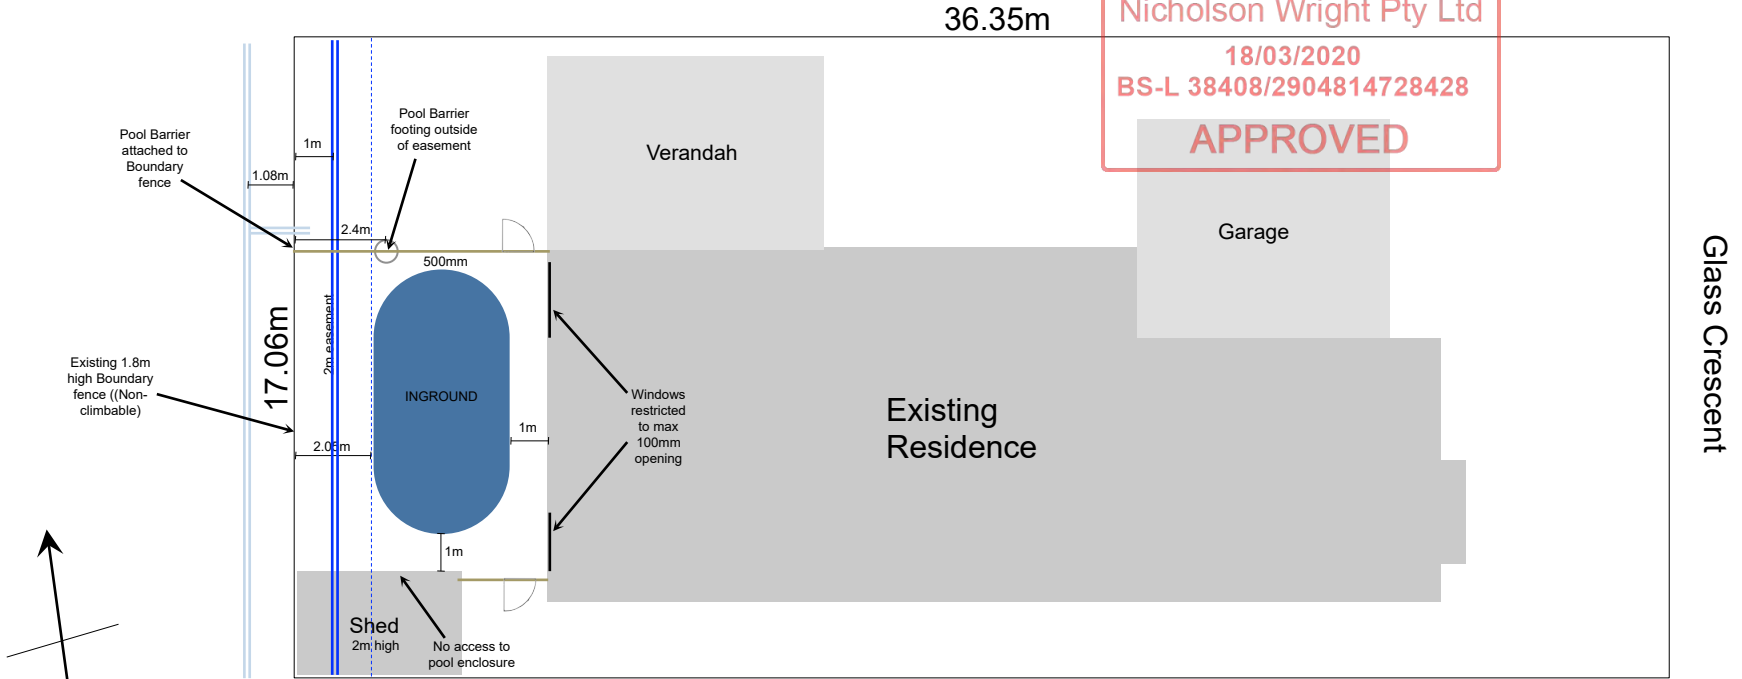 36.35m
Nicholson Wright Pty Ltd
18/03/2020
BS-L 38408/2904814728428
APPROVED
Pool Barrier
footing outside
of easement
Pool Barrier
attached to
Boundary
fence
1m
1.08m
Verandah
2.4m
500mm
Garage
Glass Crescent
17.06m
2m easement
Existing 1.8m
high Boundary
fence ((Non-
climbable)
INGROUND
Windows
restricted
to max
100mm
opening
Existing
Residence
1m
2.05m
1m
Shed
2m high
No access to
pool enclosure